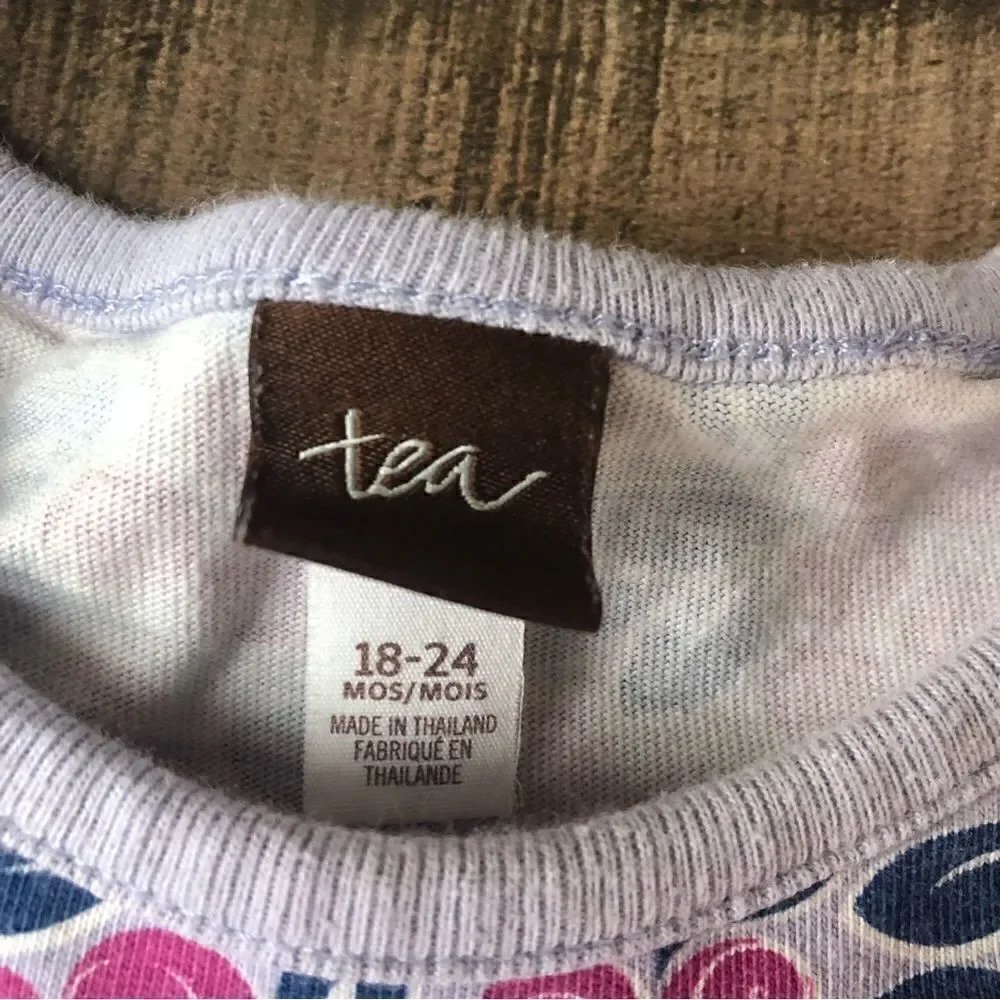 tea
18-24
MOS/MOIS
MADE IN THAILAND
FABRIQUÉ EN
THAILANDE